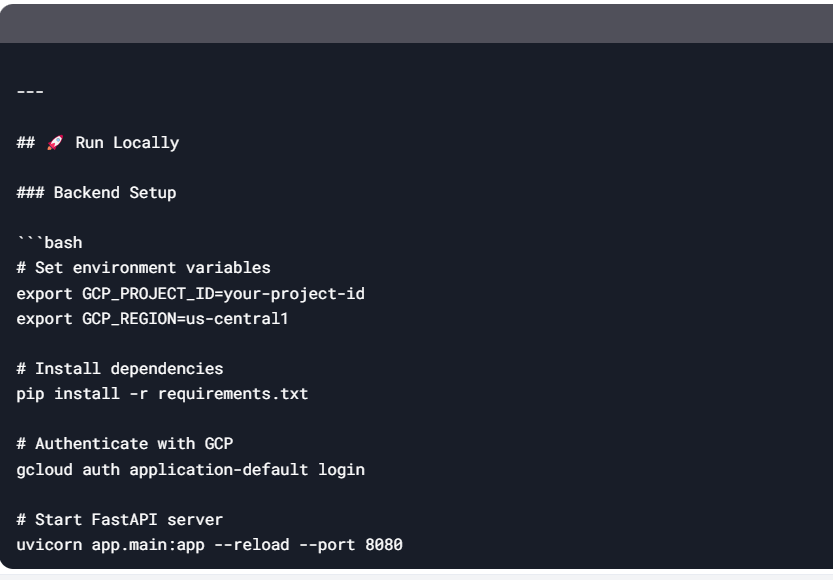 ---
## 🚀 Run Locally
### Backend Setup
```bash
# Set environment variables
export GCP_PROJECT_ID=your-project-id
export GCP_REGION=us-central1
# Install dependencies
pip install -r requirements.txt
# Authenticate with GCP
gcloud auth application-default login
# Start FastAPI server
uvicorn app.main:app --reload --port 8080